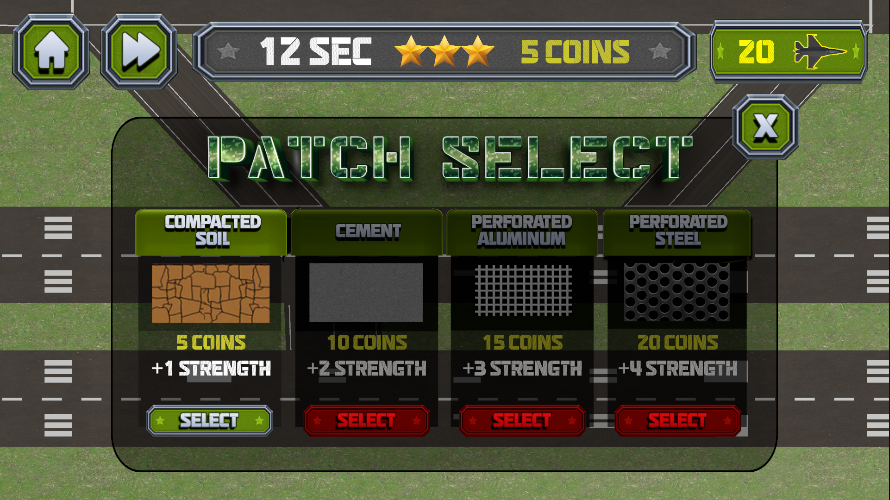 12 SEC 5 COINS
20
X
PATCH SELECT
COMPACTED
SOIL
CEMENT
PERFORATED
ALUMINUM
PERFORATED
STEEL
5 COINS
10 COINS
15 COINS
20 COINS
+1 STRENGTH
+2 STRENGTH
+3 STRENGTH
+4 STRENGTH
SELECT
SELECT
SELECT
SELECT